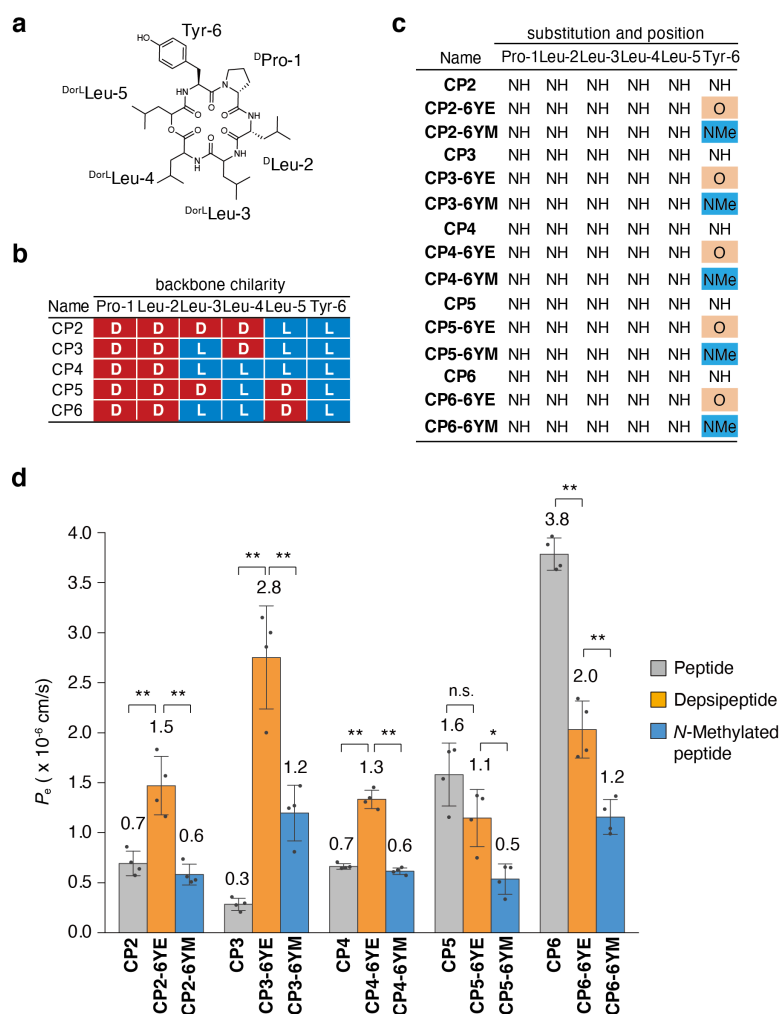 a
Tyr-6
HO
DPro-1
DorLLeu-5
HN
O
N
O
O
NH
O
O
O
N
H
O
NH
DLeu-2
DorLLeu-4
DorLLeu-3
b
backbone chilarity
Name Pro-1 Leu-2 Leu-3 Leu-4 Leu-5 Tyr-6
CP2 D D D D L L
CP3 D D L D L L
CP4 D D L L L L
CP5 D D D L D L
CP6 D D L L D L
c
substitution and position
Name Pro-1 Leu-2 Leu-3 Leu-4 Leu-5 Tyr-6
CP2 NH NH NH NH NH NH
CP2-6YE NH NH NH NH NH O
CP2-6YM NH NH NH NH NH NMe
CP3 NH NH NH NH NH NH
CP3-6YE NH NH NH NH NH O
CP3-6YM NH NH NH NH NH NMe
CP4 NH NH NH NH NH NH
CP4-6YE NH NH NH NH NH O
CP4-6YM NH NH NH NH NH NMe
CP5 NH NH NH NH NH NH
CP5-6YE NH NH NH NH NH O
CP5-6YM NH NH NH NH NH NMe
CP6 NH NH NH NH NH NH
CP6-6YE NH NH NH NH NH O
CP6-6YM NH NH NH NH NH NMe
d
Pe ( x 10-6 cm/s)
4.0
3.5
3.0
2.5
2.0
1.5
1.0
0.5
0.0
** **
0.7 1.5 0.6
** **
0.3 2.8 1.2
** **
0.7 1.3 0.6
n.s. *
1.6 1.1 0.5
** **
3.8 2.0 1.2
CP2 CP2-6YE CP2-6YM CP3 CP3-6YE CP3-6YM CP4 CP4-6YE CP4-6YM CP5 CP5-6YE CP5-6YM CP6 CP6-6YE CP6-6YM
Peptide
Depsipeptide
N-Methylated
peptide